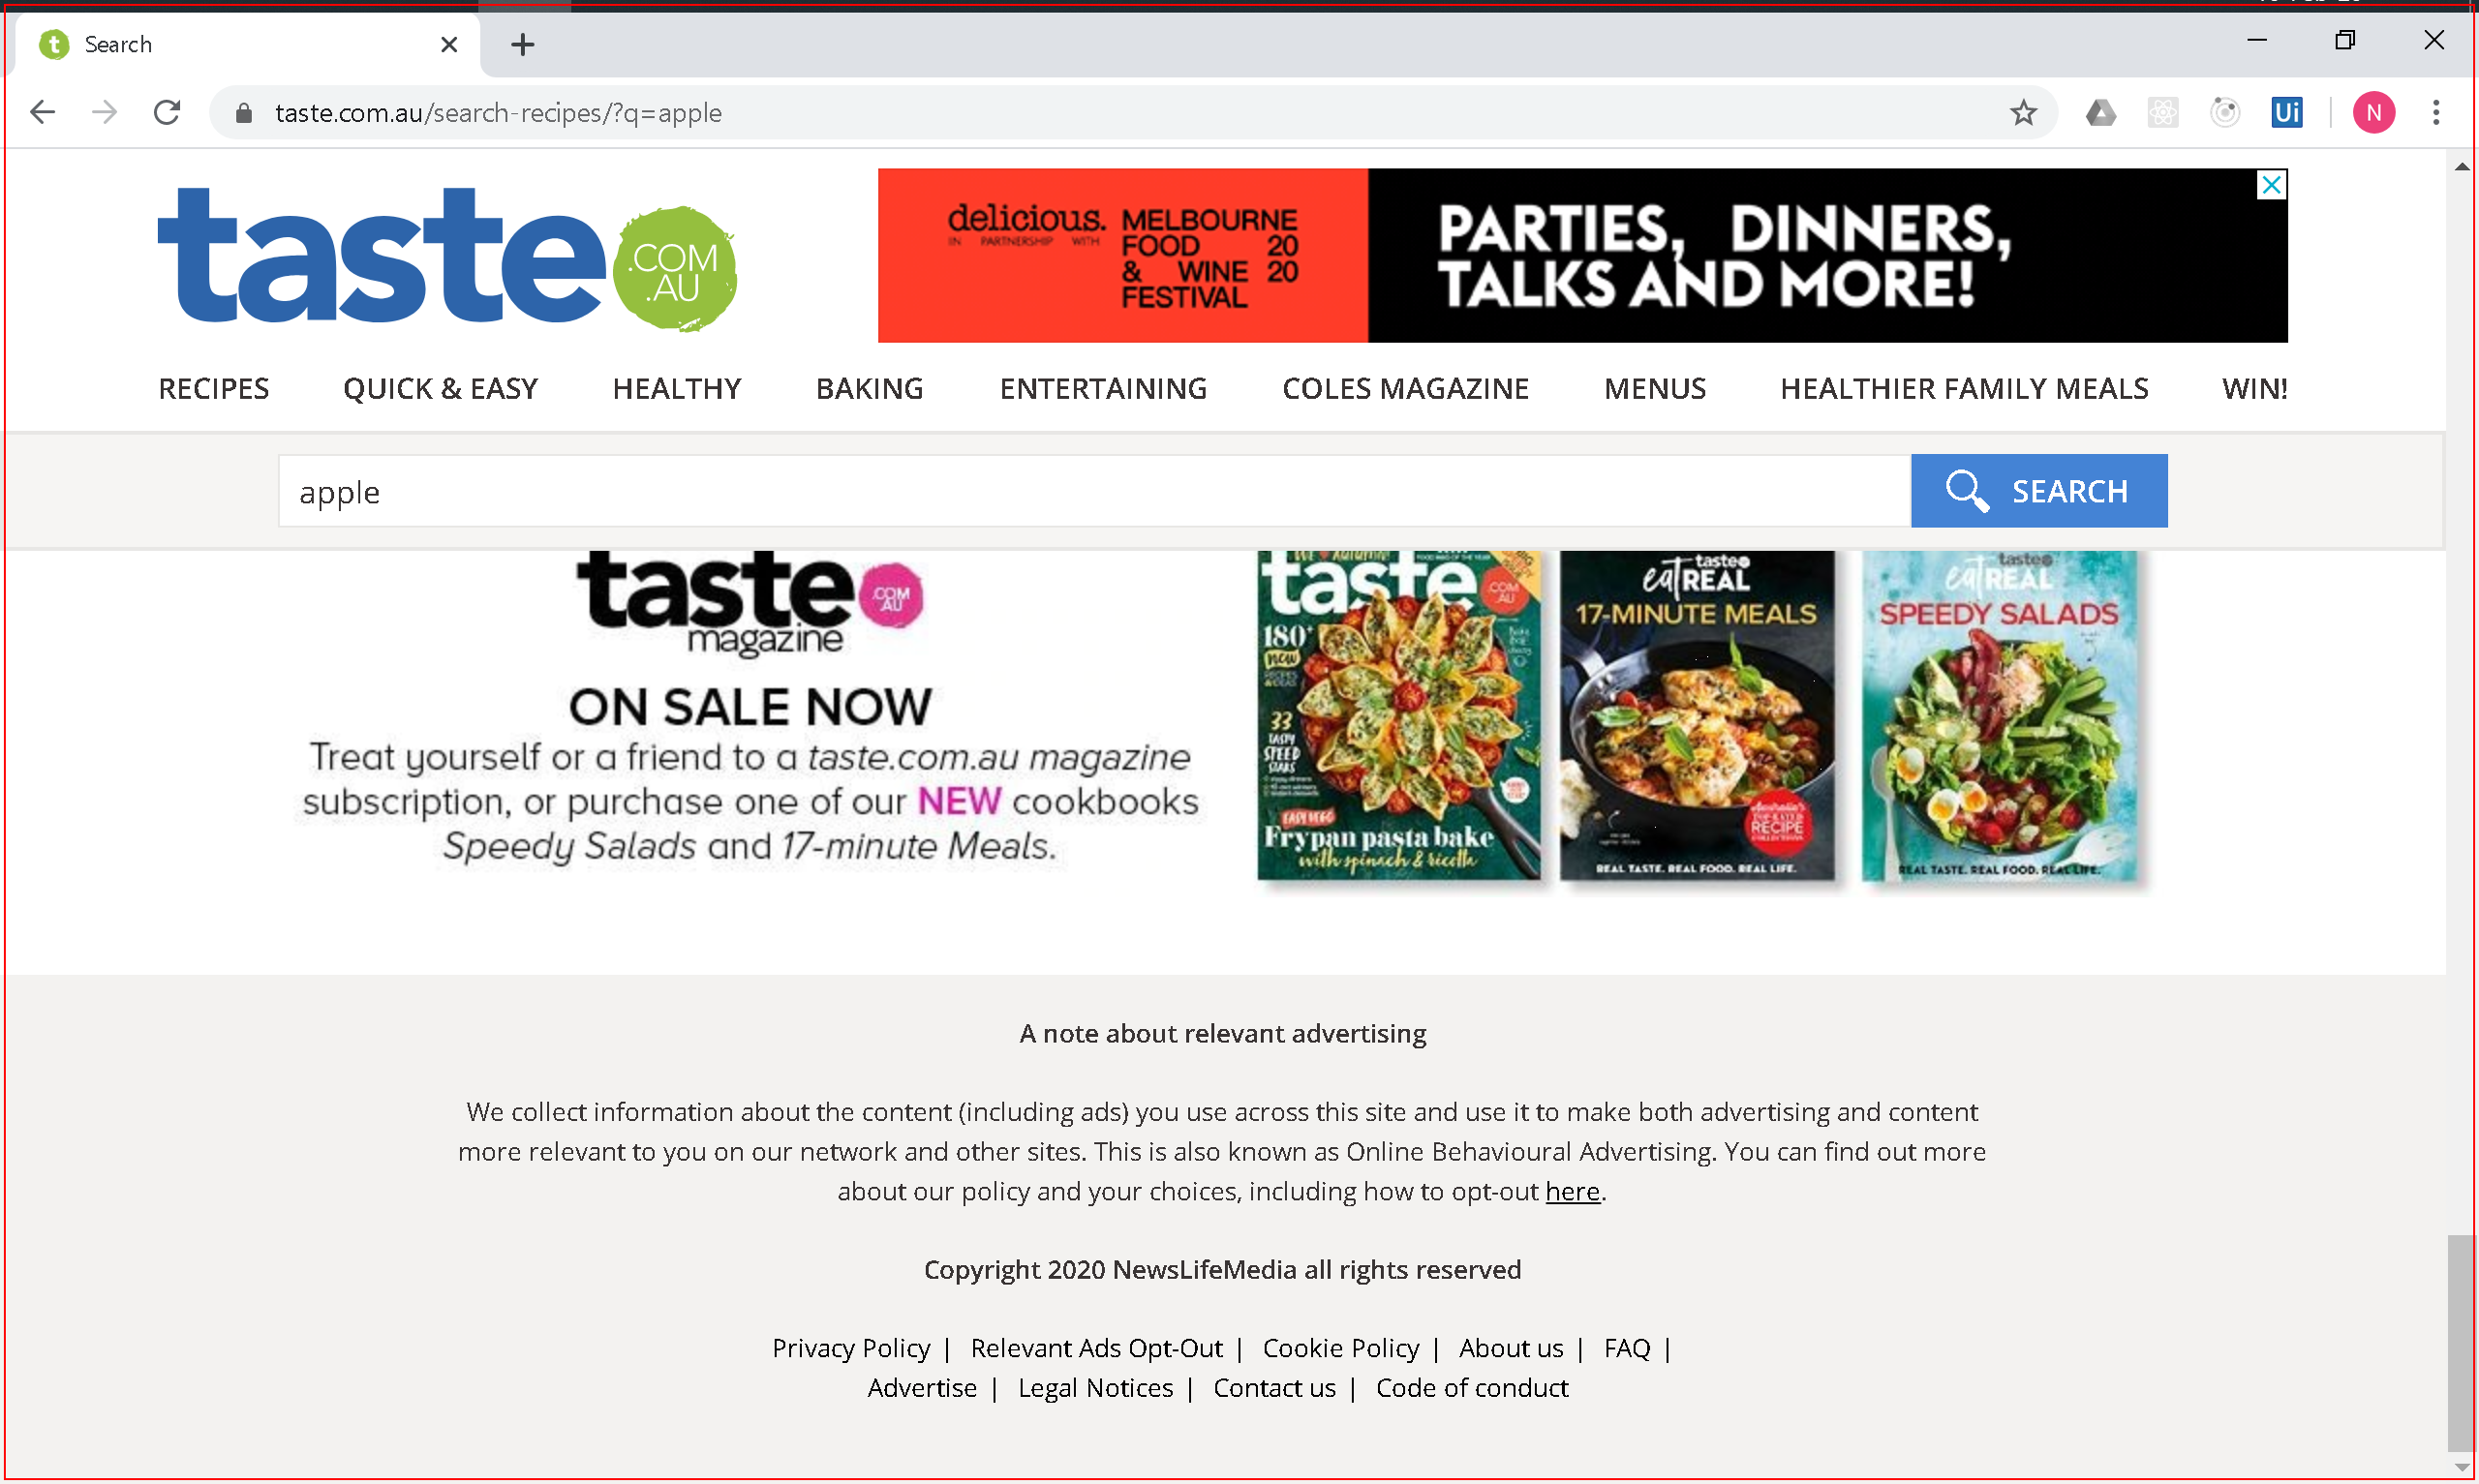 Search
taste.com.au/search-recipes/?q=apple
Ui
N
taste .COM .AU
delicious.
IN PARTNERSHIP WITH
MELBOURNE
FOOD 20
& WINE 20
FESTIVAL
PARTIES, DINNERS,
TALKS AND MORE!
RECIPES QUICK & EASY HEALTHY BAKING ENTERTAINING COLES MAGAZINE MENUS HEALTHIER FAMILY MEALS WIN!
apple
SEARCH
taste .COM AU
magazine
ON SALE NOW
Treat yourself or a friend to a taste.com.au magazine
subscription, or purchase one of our NEW cookbooks
Speedy Salads and 17-minute Meals.
taste .COM AU
180+
new
33
TASTY
SPEED
STARS
EASY VEGO
Frypan pasta bake
with spinach & ricotta
taste
eat REAL
17-MINUTE MEALS
RECIPE
REAL TASTE. REAL FOOD. REAL LIFE.
taste
eat REAL
SPEEDY SALADS
REAL TASTE. REAL FOOD. REAL LIFE.
A note about relevant advertising
We collect information about the content (including ads) you use across this site and use it to make both advertising and content
more relevant to you on our network and other sites. This is also known as Online Behavioural Advertising. You can find out more
about our policy and your choices, including how to opt-out here.
Copyright 2020 NewsLifeMedia all rights reserved
Privacy Policy | Relevant Ads Opt-Out | Cookie Policy | About us | FAQ |
Advertise | Legal Notices | Contact us | Code of conduct